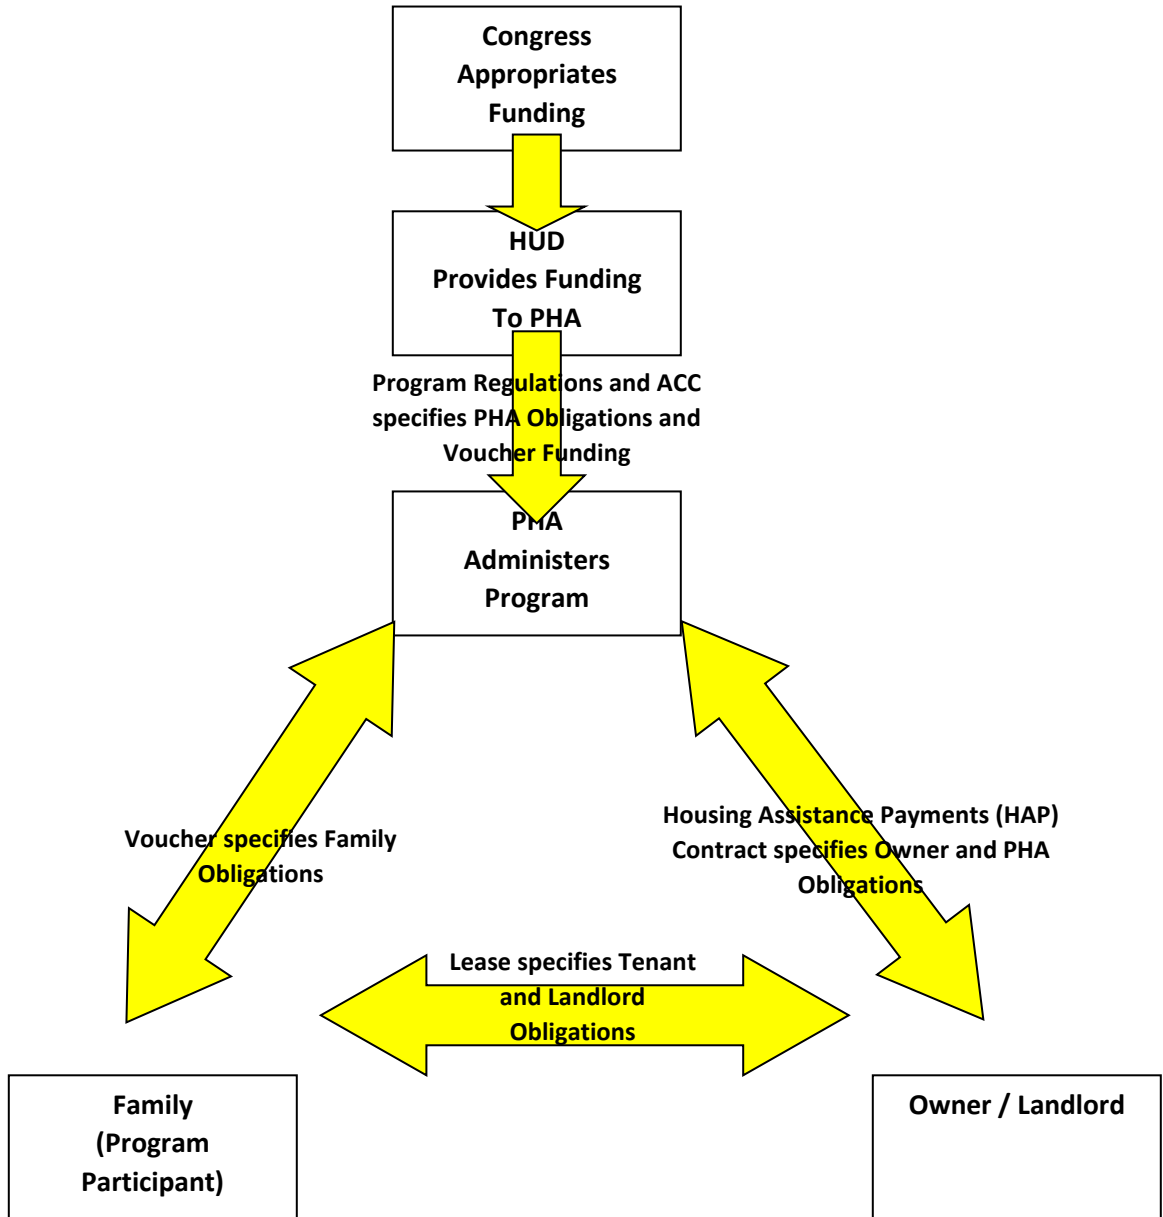 Congress
Appropriates
Funding
HUD
Provides Funding
To PHA
Program Regulations and ACC
specifies PHA Obligations and
Voucher Funding
PHA
Administers
Program
Voucher specifies Family
Obligations
Housing Assistance Payments (HAP)
Contract specifies Owner and PHA
Obligations
Lease specifies Tenant
and Landlord
Obligations
Family
(Program
Participant)
Owner / Landlord